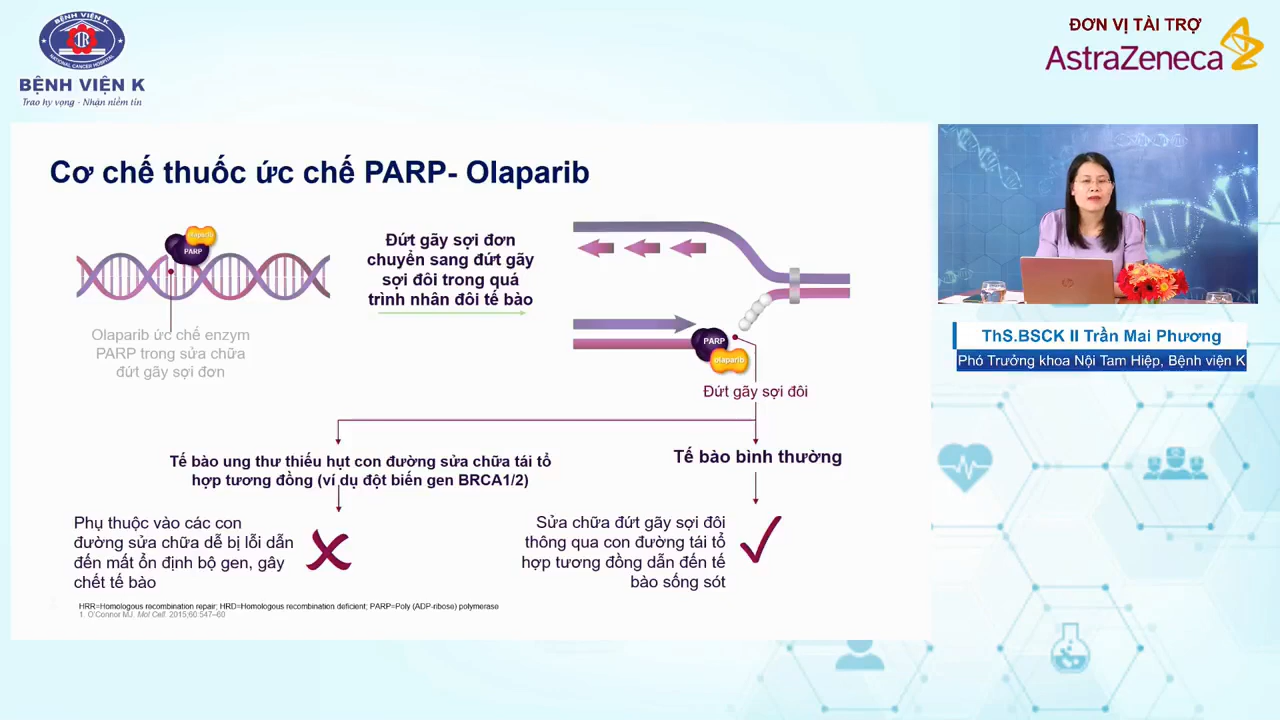 BỆNH VIỆN K
NATIONAL CANCER HOSPITAL
BỆNH VIỆN K
Trao hy vọng - Nhận niềm tin
ĐƠN VỊ TÀI TRỢ
AstraZeneca
Cơ chế thuốc ức chế PARP- Olaparib
olaparib
PARP
Olaparib ức chế enzym
PARP trong sửa chữa
đứt gãy sợi đơn
Đứt gãy sợi đơn
chuyển sang đứt gãy
sợi đôi trong quá
trình nhân đôi tế bào
PARP
olaparib
Đứt gãy sợi đôi
Tế bào ung thư thiếu hụt con đường sửa chữa tái tổ
hợp tương đồng (ví dụ đột biến gen BRCA1/2)
Phụ thuộc vào các con
đường sửa chữa dễ bị lỗi dẫn
đến mất ổn định bộ gen, gây
chết tế bào
Tế bào bình thường
Sửa chữa đứt gãy sợi đôi
thông qua con đường tái tổ
hợp tương đồng dẫn đến tế
bào sống sót
HRR=Homologous recombination repair; HRD=Homologous recombination deficient; PARP=Poly (ADP-ribose) polymerase
1. O'Connor MJ. Mol Cell. 2015;60:547–60
ThS.BSCK II Trần Mai Phương
Phó Trưởng khoa Nội Tam Hiệp, Bệnh viện K